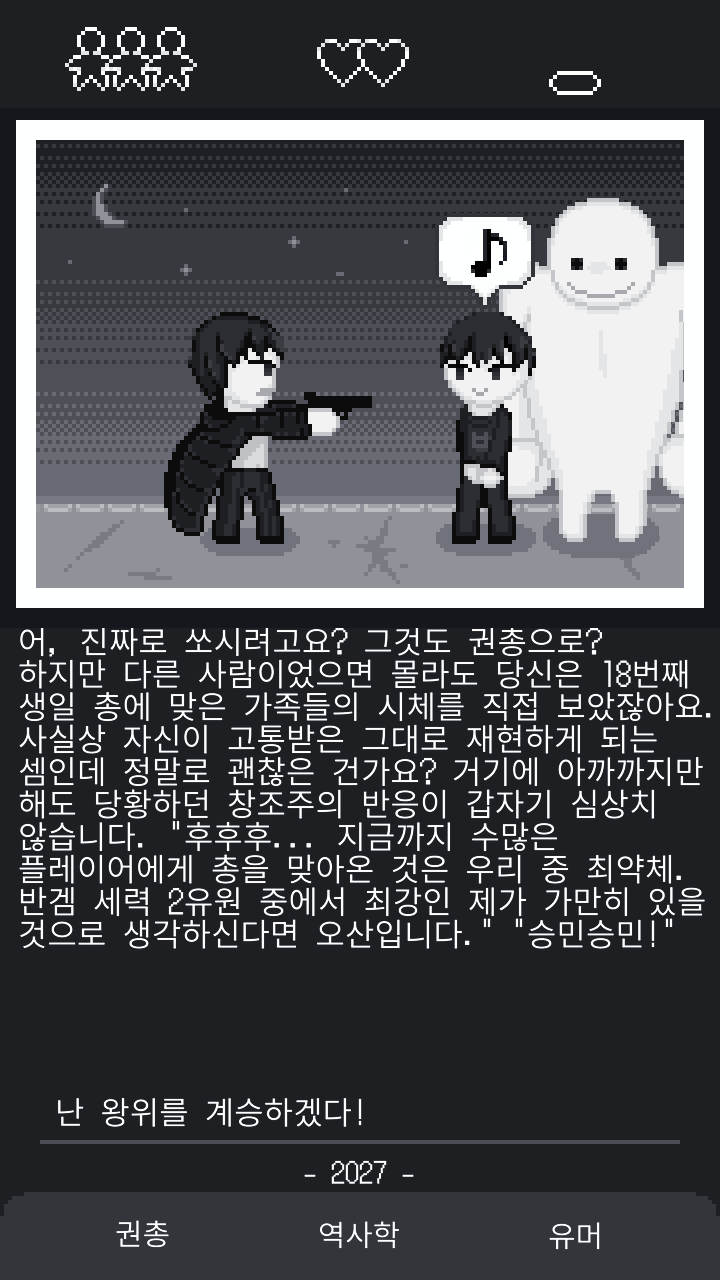 어, 진짜로 쏘시려고요? 그것도 권총으로?
하지만 다른 사람이었으면 몰라도 당신은 18번째
생일 총에 맞은 가족들의 시체를 직접 보았잖아요.
사실상 자신이 고통받은 그대로 재현하게 되는
셈인데 정말로 괜찮은 건가요? 거기에 아까까지만
해도 당황하던 창조주의 반응이 갑자기 심상치
않습니다. "후후후... 지금까지 수많은
플레이어에게 총을 맞아온 것은 우리 중 최약체.
반겜 세력 2유원 중에서 최강인 제가 가만히 있을
것으로 생각하신다면 오산입니다." "승민승민!"
난 왕위를 계승하겠다!
- 2027 -
권총 역사학 유머